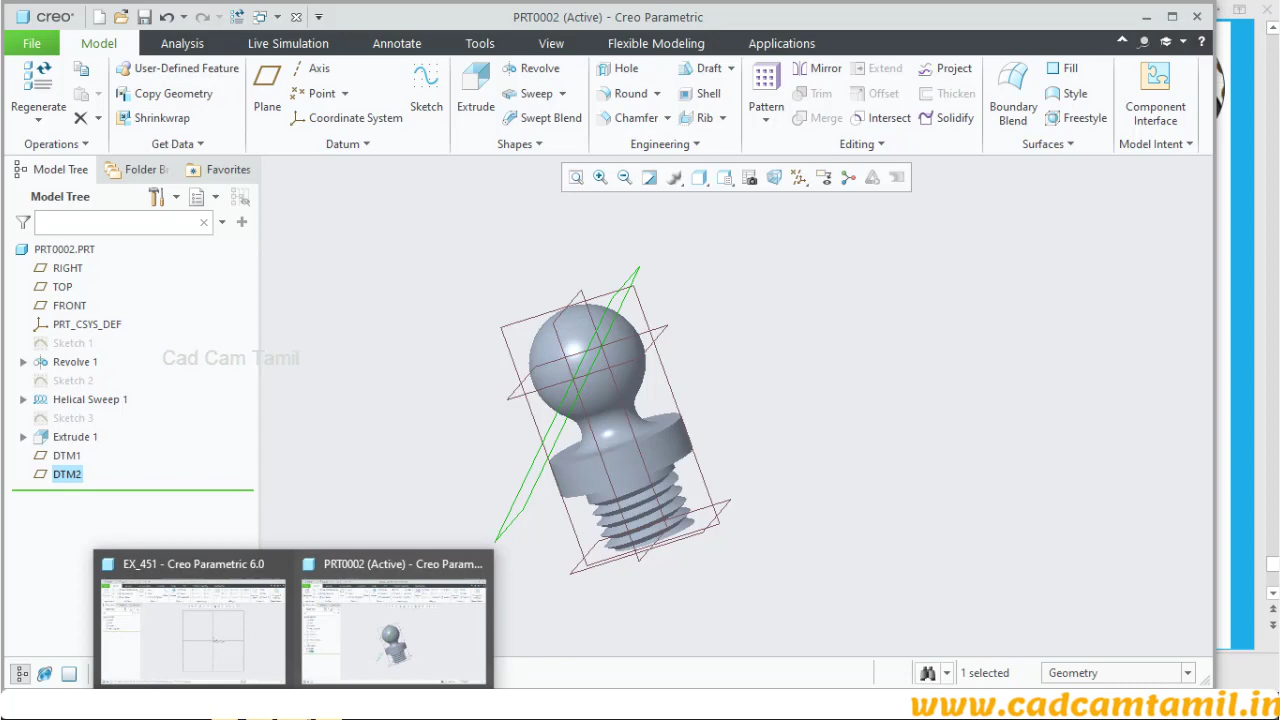 creo
PRT0002 (Active) - Creo Parametric
File Model Analysis Live Simulation Annotate Tools View Flexible Modeling Applications
Regenerate
Operations
User-Defined Feature
Copy Geometry
Shrinkwrap
Get Data
Plane
Axis
Point
Coordinate System
Sketch
Datum
Extrude
Revolve
Sweep
Swept Blend
Shapes
Hole Draft
Round Shell
Chamfer Rib
Engineering
Pattern
Mirror Extend Project
Trim Offset Thicken
Merge Intersect Solidify
Editing
Boundary
Blend
Fill
Style
Freestyle
Surfaces
Component
Interface
Model Intent
Model Tree Folder B Favorites
Model Tree
PRT0002.PRT
RIGHT
TOP
FRONT
PRT_CSYS_DEF
Sketch 1
Revolve 1
Sketch 2
Helical Sweep 1
Sketch 3
Extrude 1
DTM1
DTM2
Cad Cam Tamil
EX_451 - Creo Parametric 6.0
PRT0002 (Active) - Creo Param...
1 selected
Geometry
www.cadcamtamil.in